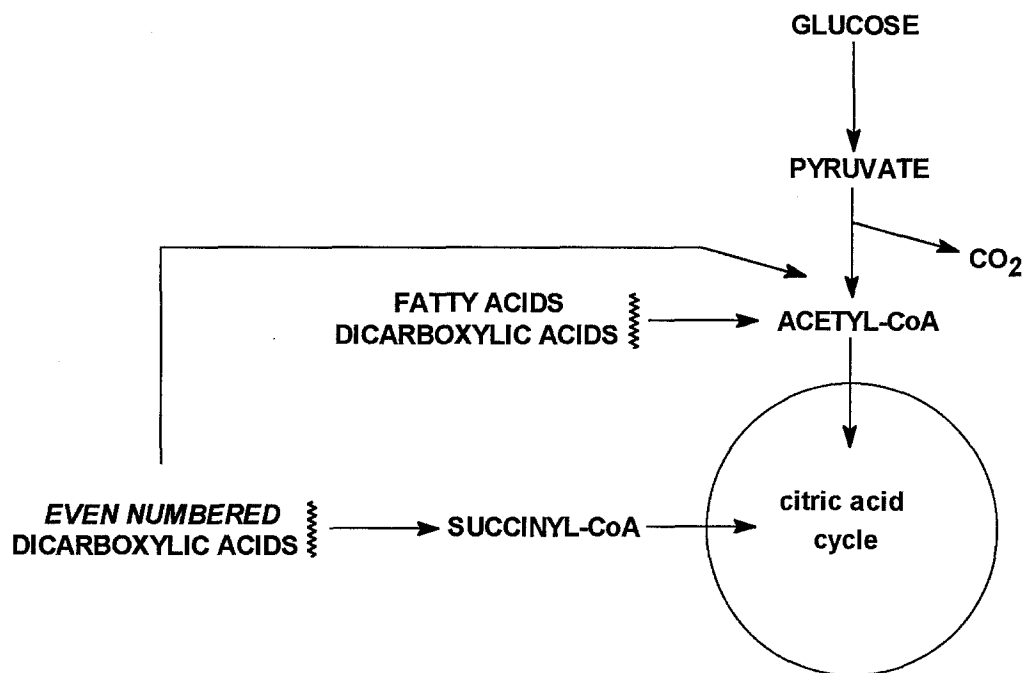 GLUCOSE
PYRUVATE
CO₂
FATTY ACIDS
DICARBOXYLIC ACIDS
ACETYL-CoA
EVEN NUMBERED
DICARBOXYLIC ACIDS
SUCCINYL-CoA
citric acid
cycle